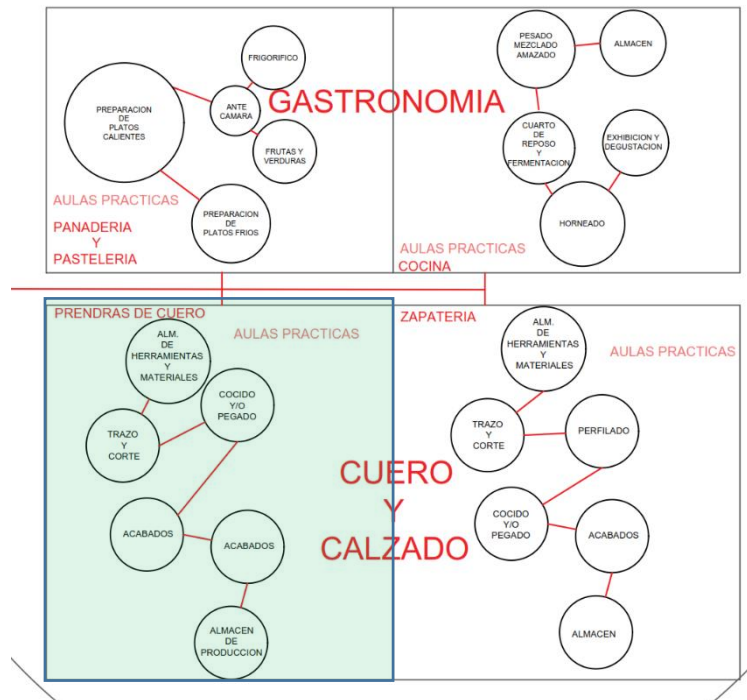 GASTRONOMIA
FRIGORIFICO
ANTE
CAMARA
PREPARACION
DE
PLATOS
CALIENTES
FRUTAS Y
VERDURAS
PREPARACION
DE
PLATOS FRIOS
AULAS PRACTICAS
PANADERIA
Y
PASTELERIA
PESADO
MEZCLADO
AMAZADO
ALMACEN
CUARTO
DE
REPOSO
Y
FERMENTACION
EXHIBICION Y
DEGUSTACION
HORNEADO
AULAS PRACTICAS
COCINA
CUERO
Y
CALZADO
PRENDRAS DE CUERO
AULAS PRACTICAS
ALM.
DE
HERRAMIENTAS
Y
MATERIALES
COCIDO
Y/O
PEGADO
TRAZO
Y
CORTE
ACABADOS
ACABADOS
ALMACEN
DE
PRODUCCION
ZAPATERIA
AULAS PRACTICAS
ALM.
DE
HERRAMIENTAS
Y
MATERIALES
TRAZO
Y
CORTE
PERFILADO
COCIDO
Y/O
PEGADO
ACABADOS
ALMACEN